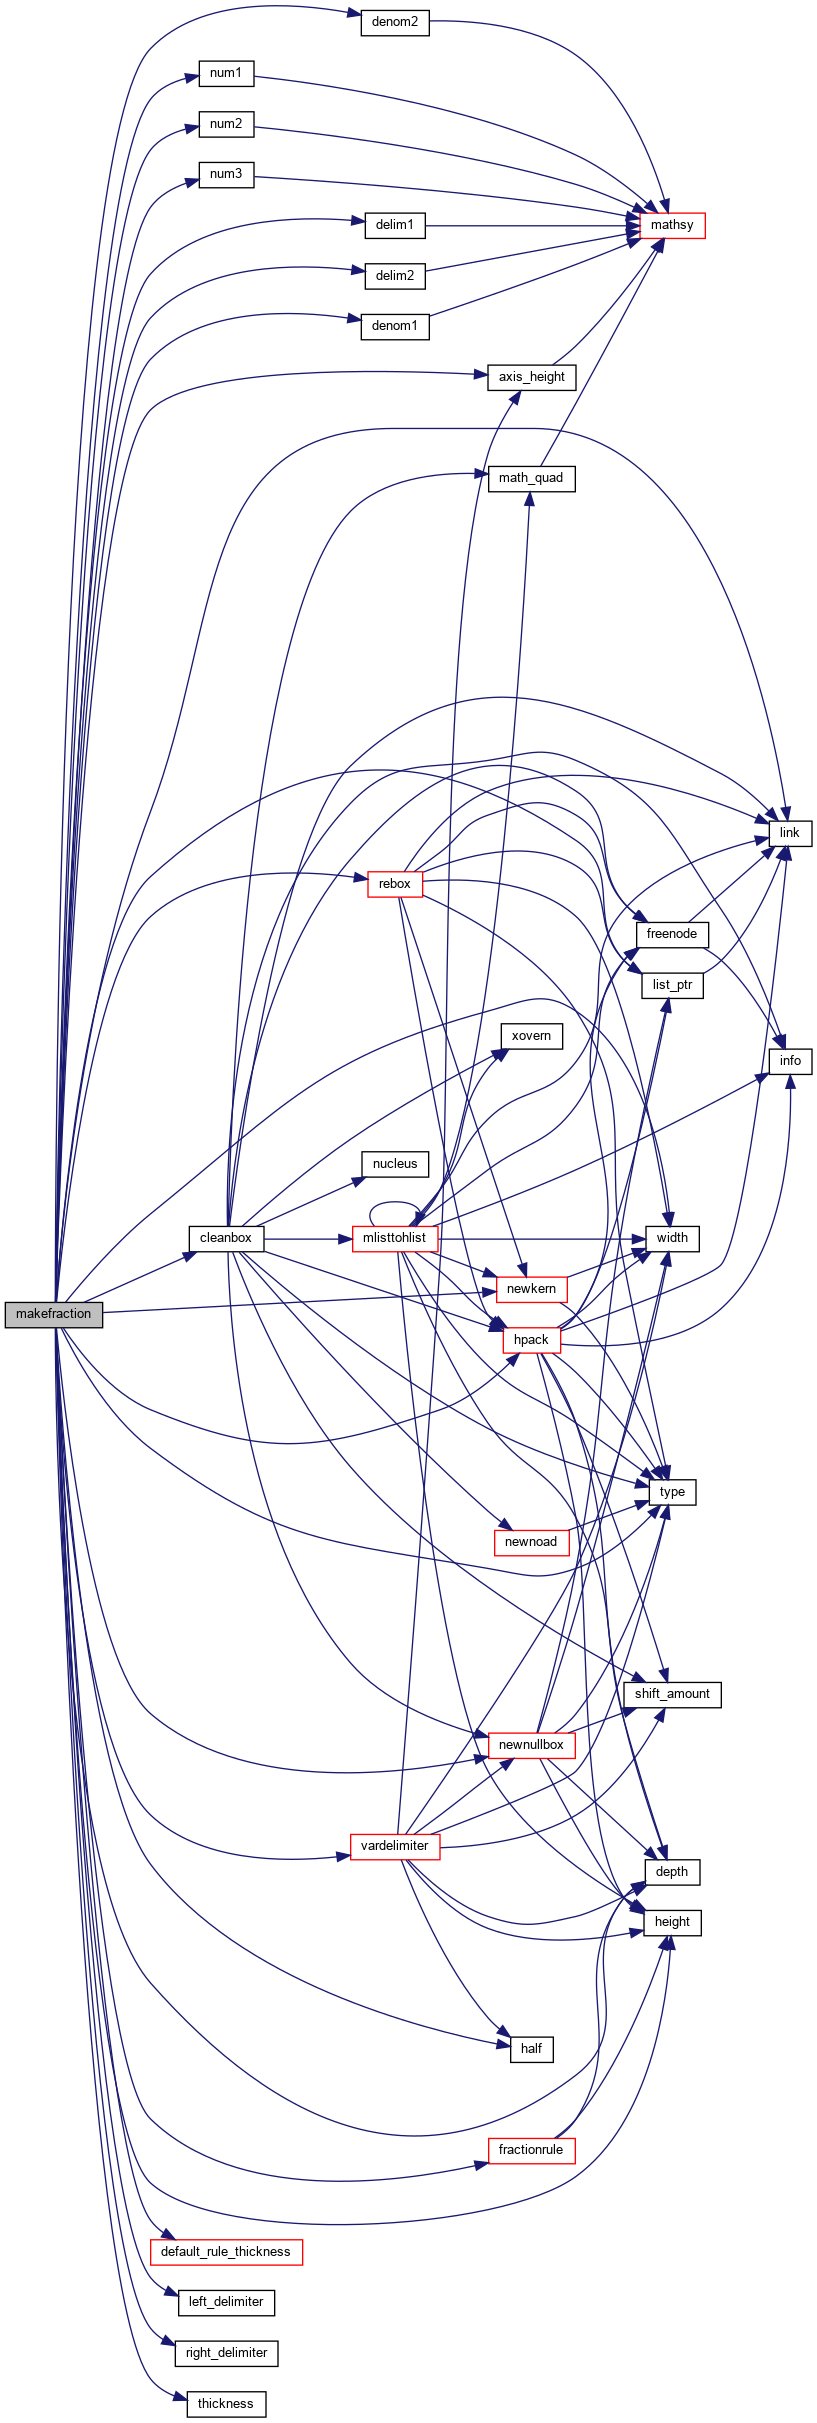 denom2
num1
num2
num3
mathsy
delim1
delim2
denom1
axis_height
math_quad
link
rebox
freenode
list_ptr
xovern
info
nucleus
cleanbox
mlisttohlist
width
newkern
makefraction
hpack
type
newnoad
shift_amount
newnullbox
vardelimiter
depth
height
half
fractionrule
default_rule_thickness
left_delimiter
right_delimiter
thickness